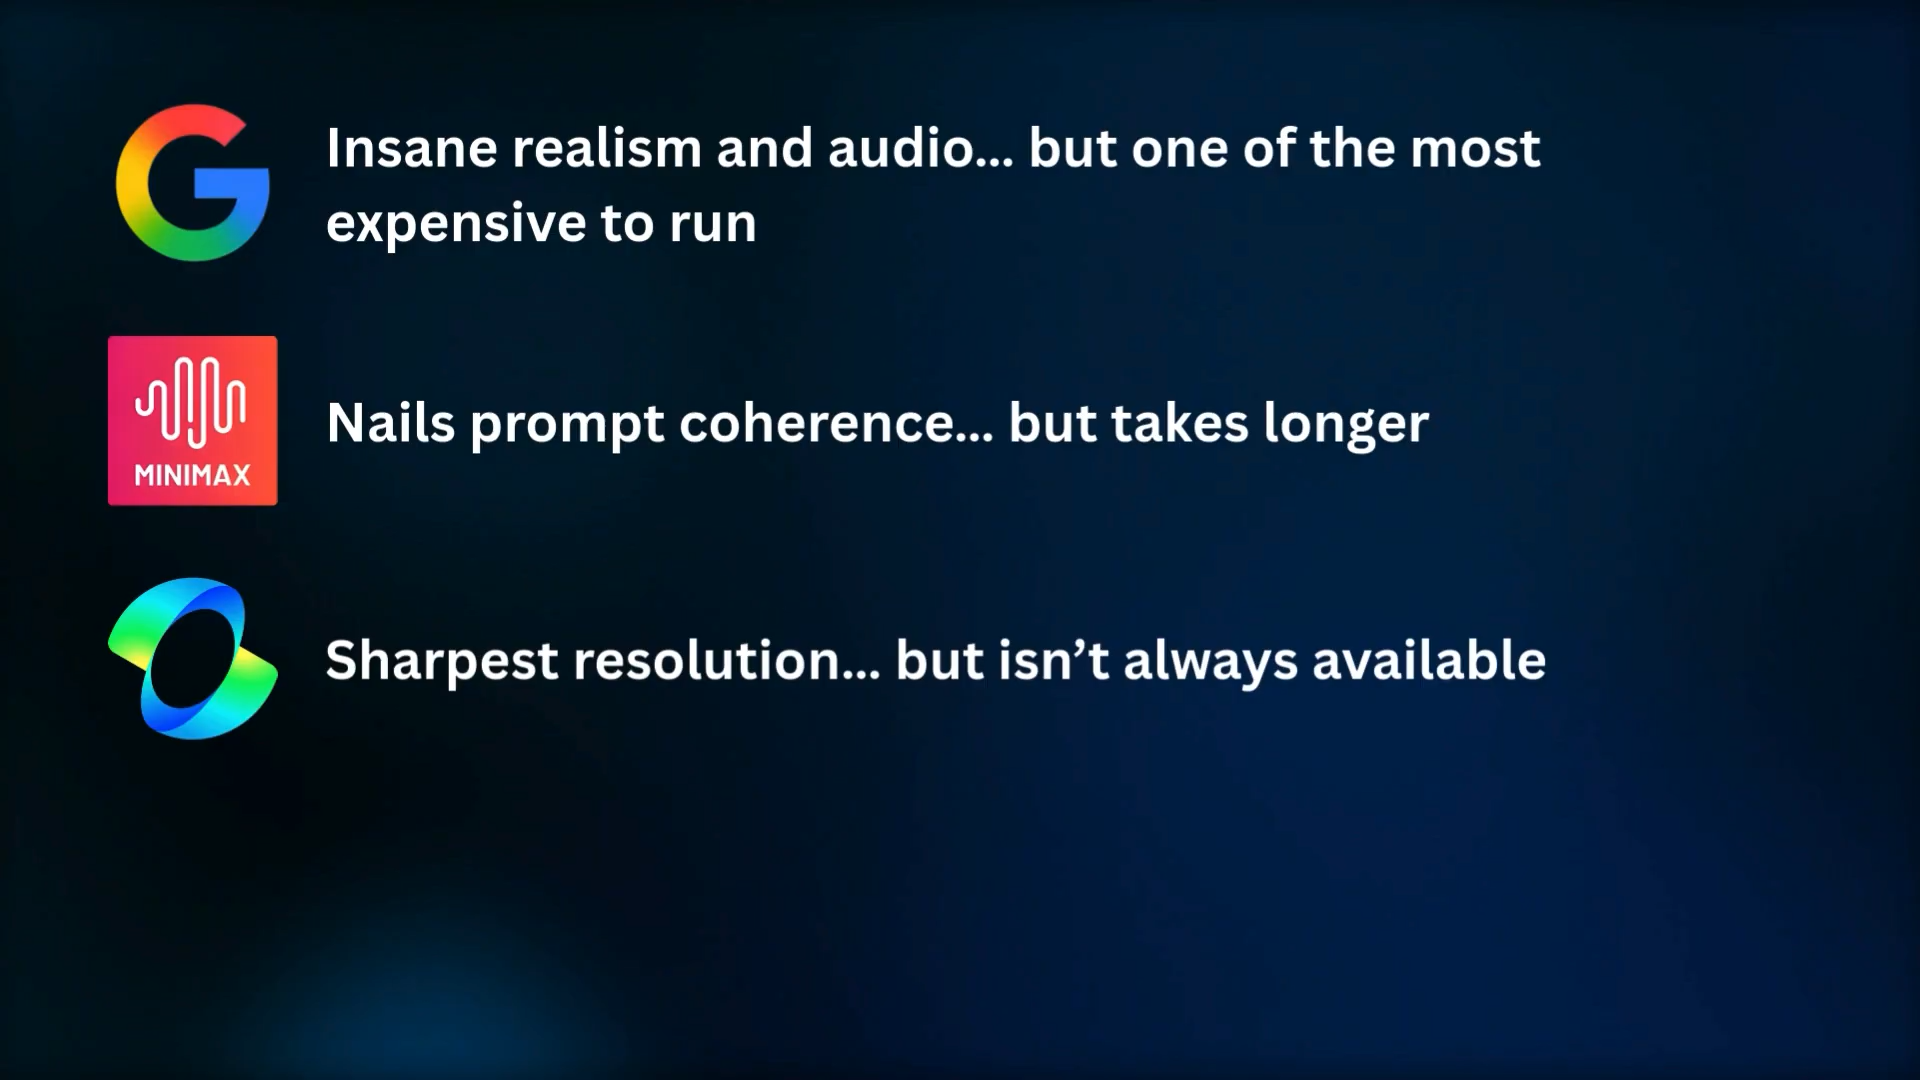 Insane realism and audio... but one of the most
expensive to run
MINIMAX
Nails prompt coherence... but takes longer
Sharpest resolution... but isn’t always available